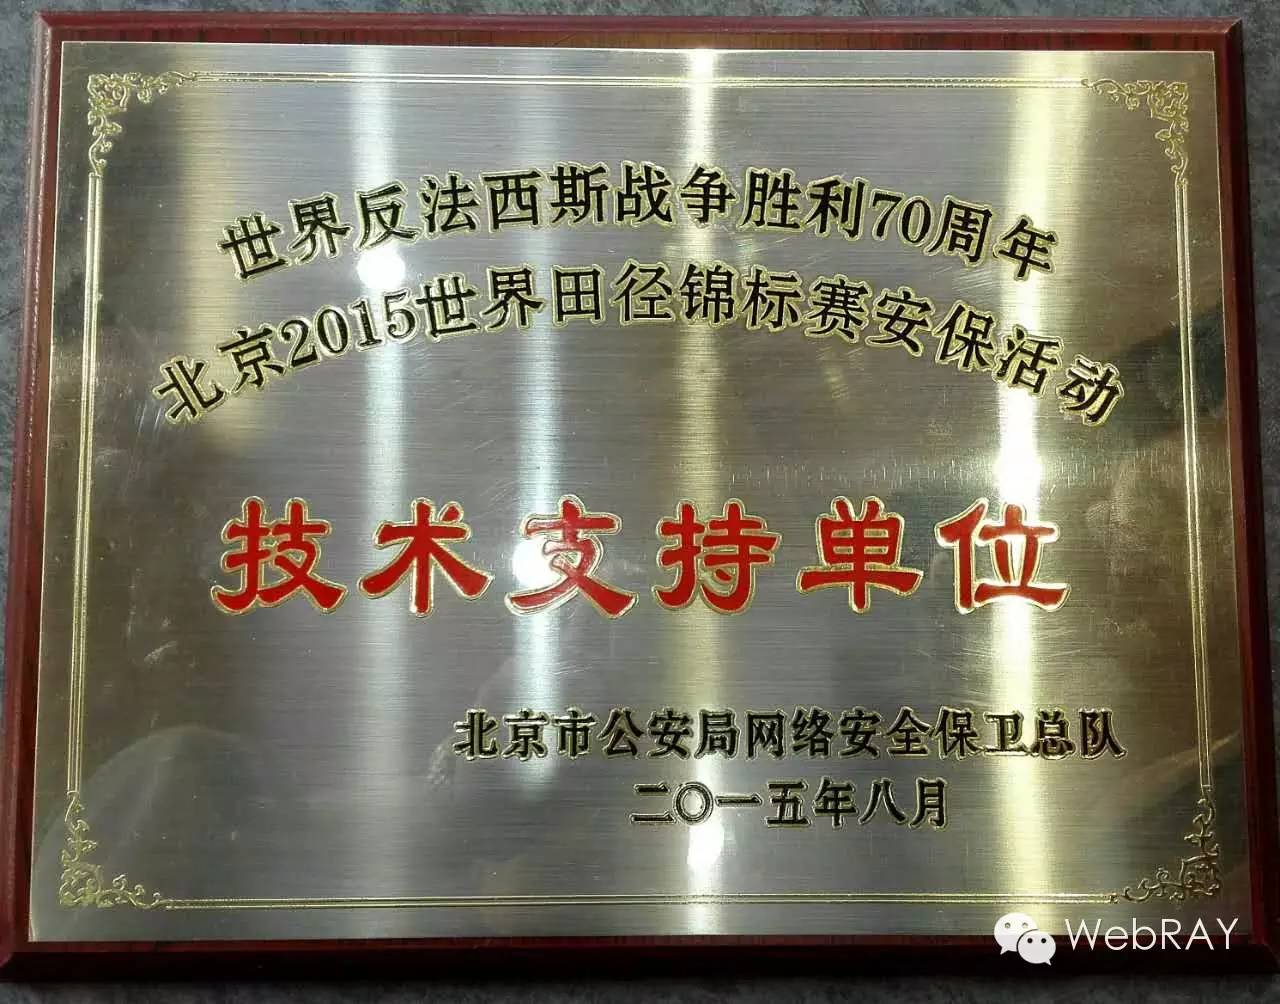 世界反法西斯战争胜利70周年
北京2015世界田径锦标赛安保活动
技术支持单位
北京市公安局网络安全保卫总队
二〇一五年八月
WebRAY